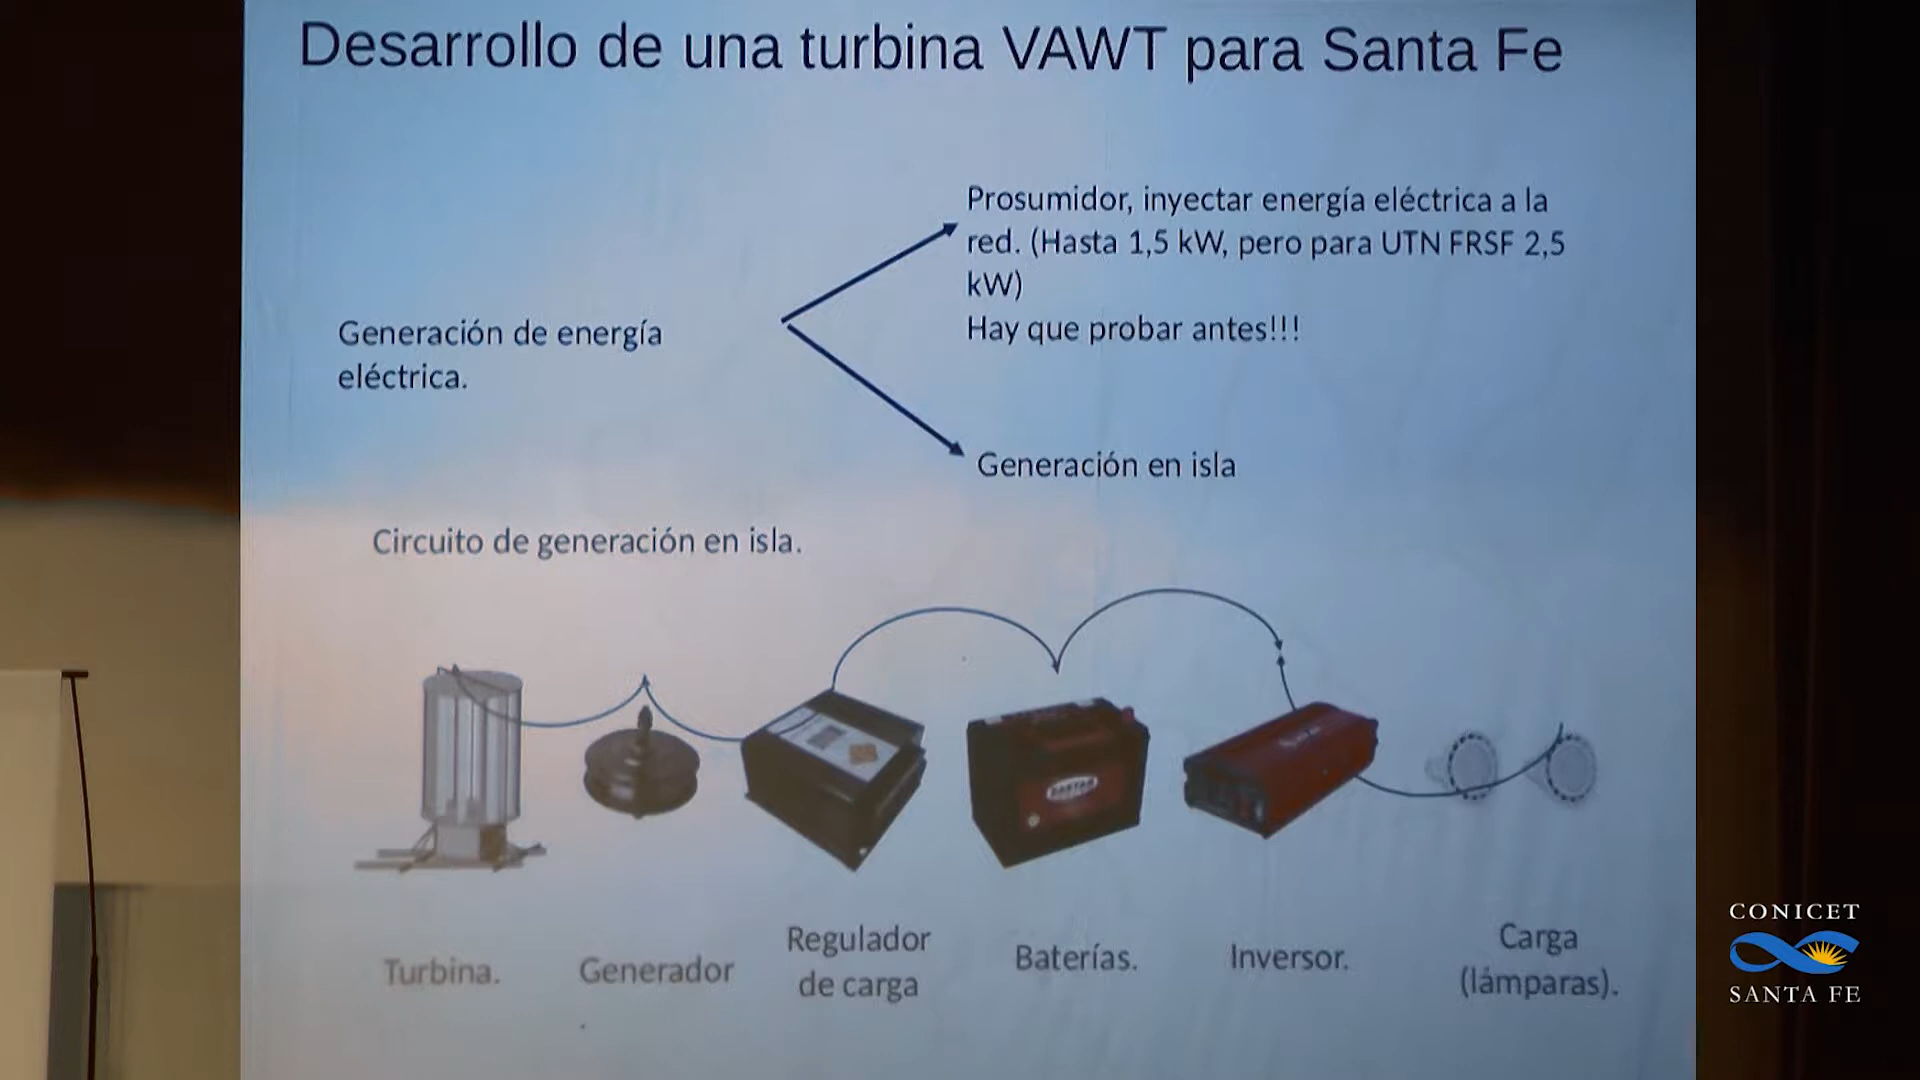 Desarrollo de una turbina VAWT para Santa Fe
Prosumidor, inyectar energía eléctrica a la
red. (Hasta 1,5 kW, pero para UTN FRSF 2,5
kW)
Hay que probar antes!!!
Generación de energía
eléctrica.
Generación en isla
Circuito de generación en isla.
Turbina.
Generador
Regulador
de carga
Baterías.
Inversor.
Carga
(lámparas).
CONICET
SANTA FE